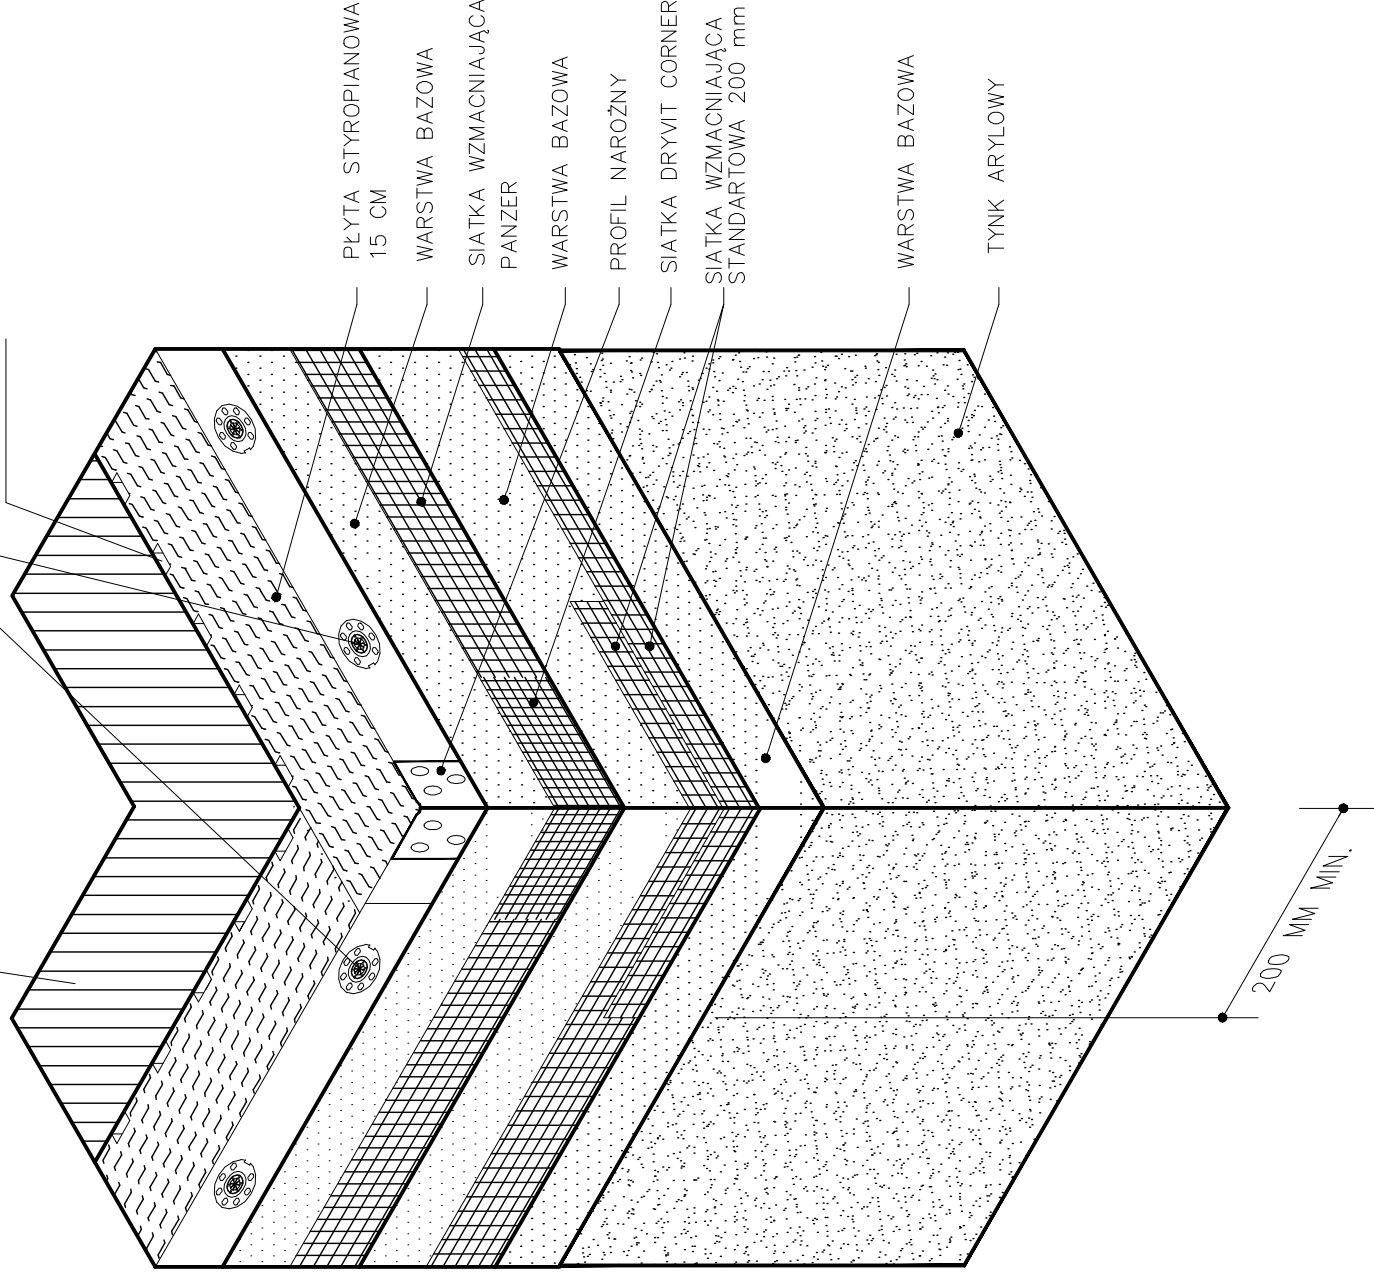 PŁYTA STYROPIANOWA
15 CM
WARSTWA BAZOWA
SIATKA WZMACNIAJĄCA
PANZER
WARSTWA BAZOWA
PROFIL NAROŻNY
SIATKA DRYVIT CORNER
SIATKA WZMACNIAJĄCA
STANDARTOWA 200 mm
WARSTWA BAZOWA
TYNK ARYLOWY
200 MM MIN.